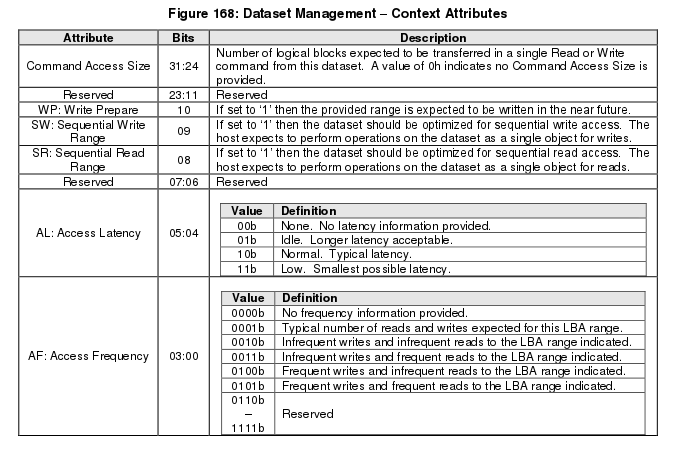 Figure 168: Dataset Management – Context Attributes
Attribute Bits Description
Command Access Size 31:24 Number of logical blocks expected to be transferred in a single Read or Write
command from this dataset. A value of 0h indicates no Command Access Size is
provided.
Reserved 23:11 Reserved
WP: Write Prepare 10 If set to ‘1’ then the provided range is expected to be written in the near future.
SW: Sequential Write
Range
09
If set to ‘1’ then the dataset should be optimized for sequential write access. The
host expects to perform operations on the dataset as a single object for writes.
SR: Sequential Read
Range
08
If set to ‘1’ then the dataset should be optimized for sequential read access. The
host expects to perform operations on the dataset as a single object for reads.
Reserved 07:06 Reserved
AL: Access Latency 05:04
Value Definition
00b None. No latency information provided.
01b Idle. Longer latency acceptable.
10b Normal. Typical latency.
11b Low. Smallest possible latency.
AF: Access Frequency 03:00
Value Definition
0000b No frequency information provided.
0001b Typical number of reads and writes expected for this LBA range.
0010b Infrequent writes and infrequent reads to the LBA range indicated.
0011b Infrequent writes and frequent reads to the LBA range indicated.
0100b Frequent writes and infrequent reads to the LBA range indicated.
0101b Frequent writes and frequent reads to the LBA range indicated.
0110b
–
1111b
Reserved